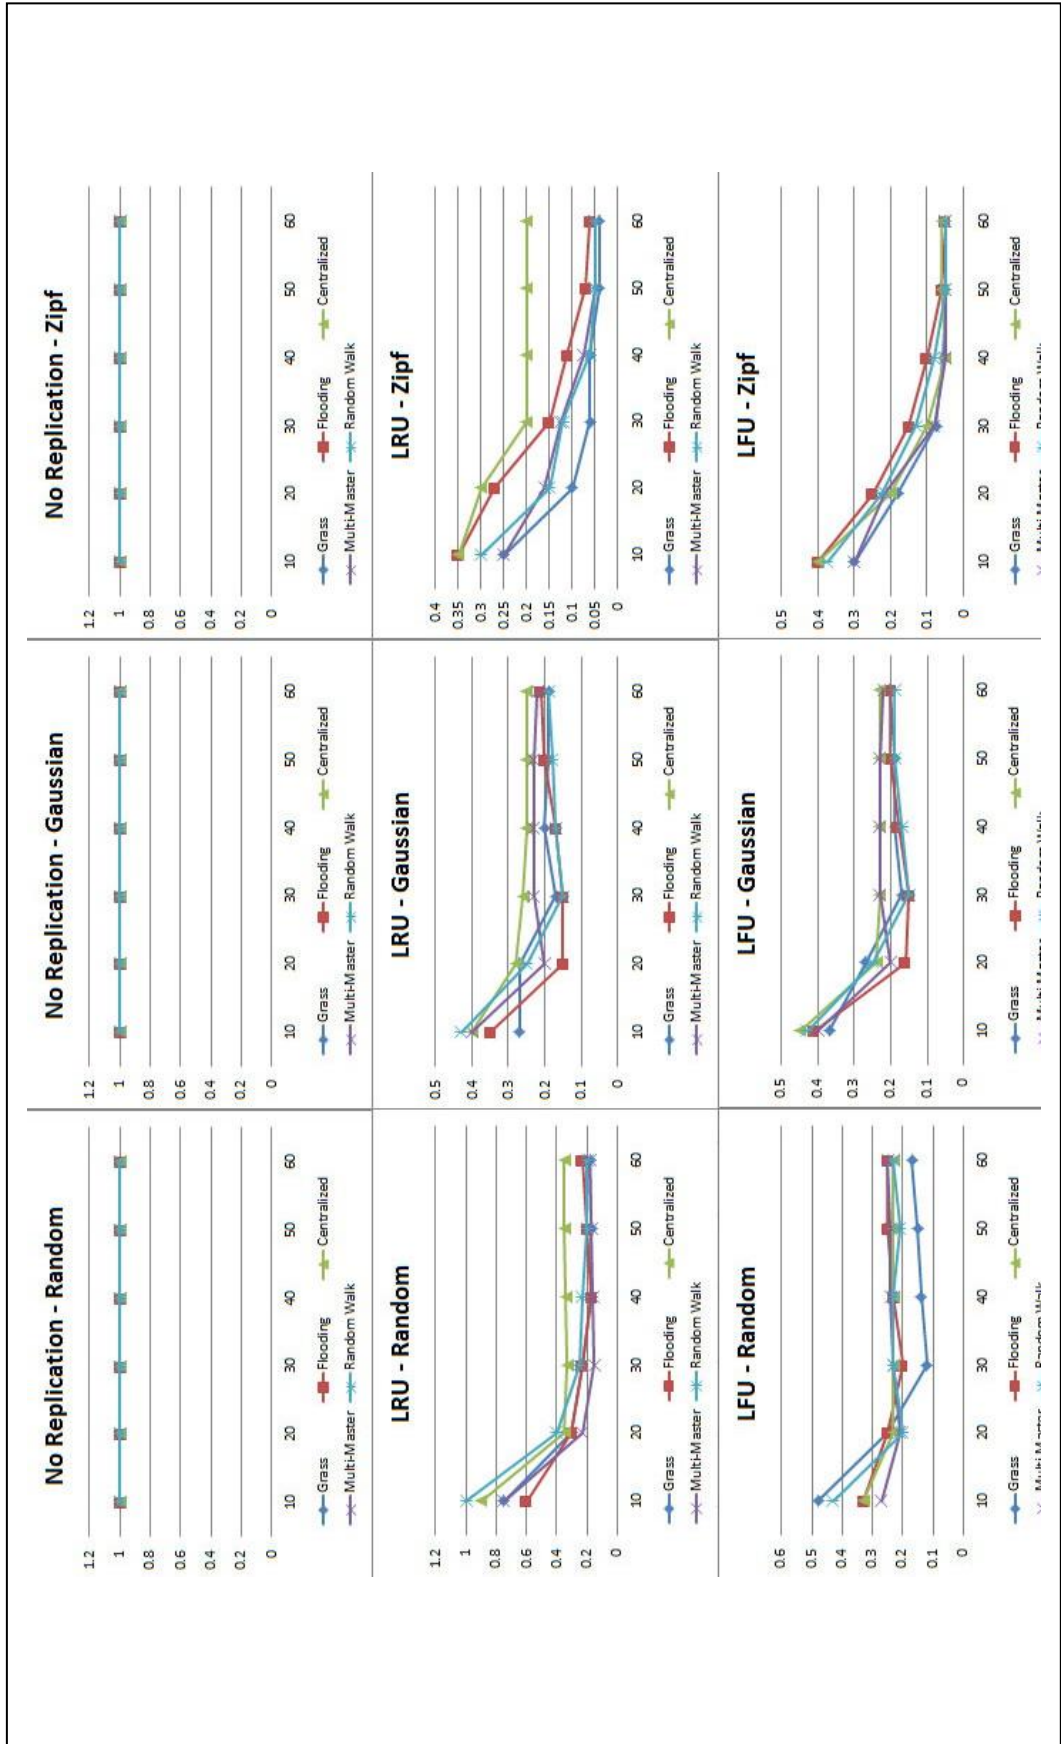 No Replication - Random
1.2
1
0.8
0.6
0.4
0.2
0
10 20 30 40 50 60
Grass Flooding Centralized
Multi-Master Random Walk
No Replication - Gaussian
1.2
1
0.8
0.6
0.4
0.2
0
10 20 30 40 50 60
Grass Flooding Centralized
Multi-Master Random Walk
No Replication - Zipf
1.2
1
0.8
0.6
0.4
0.2
0
10 20 30 40 50 60
Grass Flooding Centralized
Multi-Master Random Walk
LRU - Random
1.2
1
0.8
0.6
0.4
0.2
0
10 20 30 40 50 60
Grass Flooding Centralized
Multi-Master Random Walk
LRU - Gaussian
0.5
0.4
0.3
0.2
0.1
0
10 20 30 40 50 60
Grass Flooding Centralized
Multi-Master Random Walk
LRU - Zipf
0.4
0.35
0.3
0.25
0.2
0.15
0.1
0.05
0
10 20 30 40 50 60
Grass Flooding Centralized
Multi-Master Random Walk
LFU - Random
0.6
0.5
0.4
0.3
0.2
0.1
0
10 20 30 40 50 60
Grass Flooding Centralized
Multi-Master Random Walk
LFU - Gaussian
0.5
0.4
0.3
0.2
0.1
0
10 20 30 40 50 60
Grass Flooding Centralized
Multi-Master Random Walk
LFU - Zipf
0.5
0.4
0.3
0.2
0.1
0
10 20 30 40 50 60
Grass Flooding Centralized
Multi-Master Random Walk